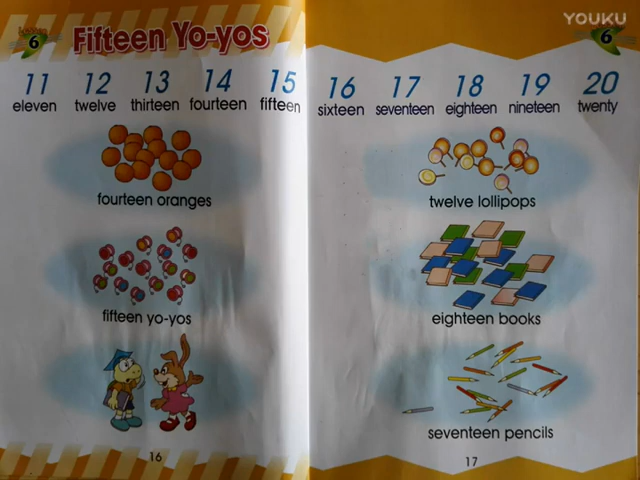 YOUKU
6
Fifteen Yo-yos
6
11 12 13 14 15
eleven twelve thirteen fourteen fifteen
16 17 18 19 20
sixteen seventeen eighteen nineteen twenty
fourteen oranges
fifteen yo-yos
16
twelve lollipops
eighteen books
seventeen pencils
17